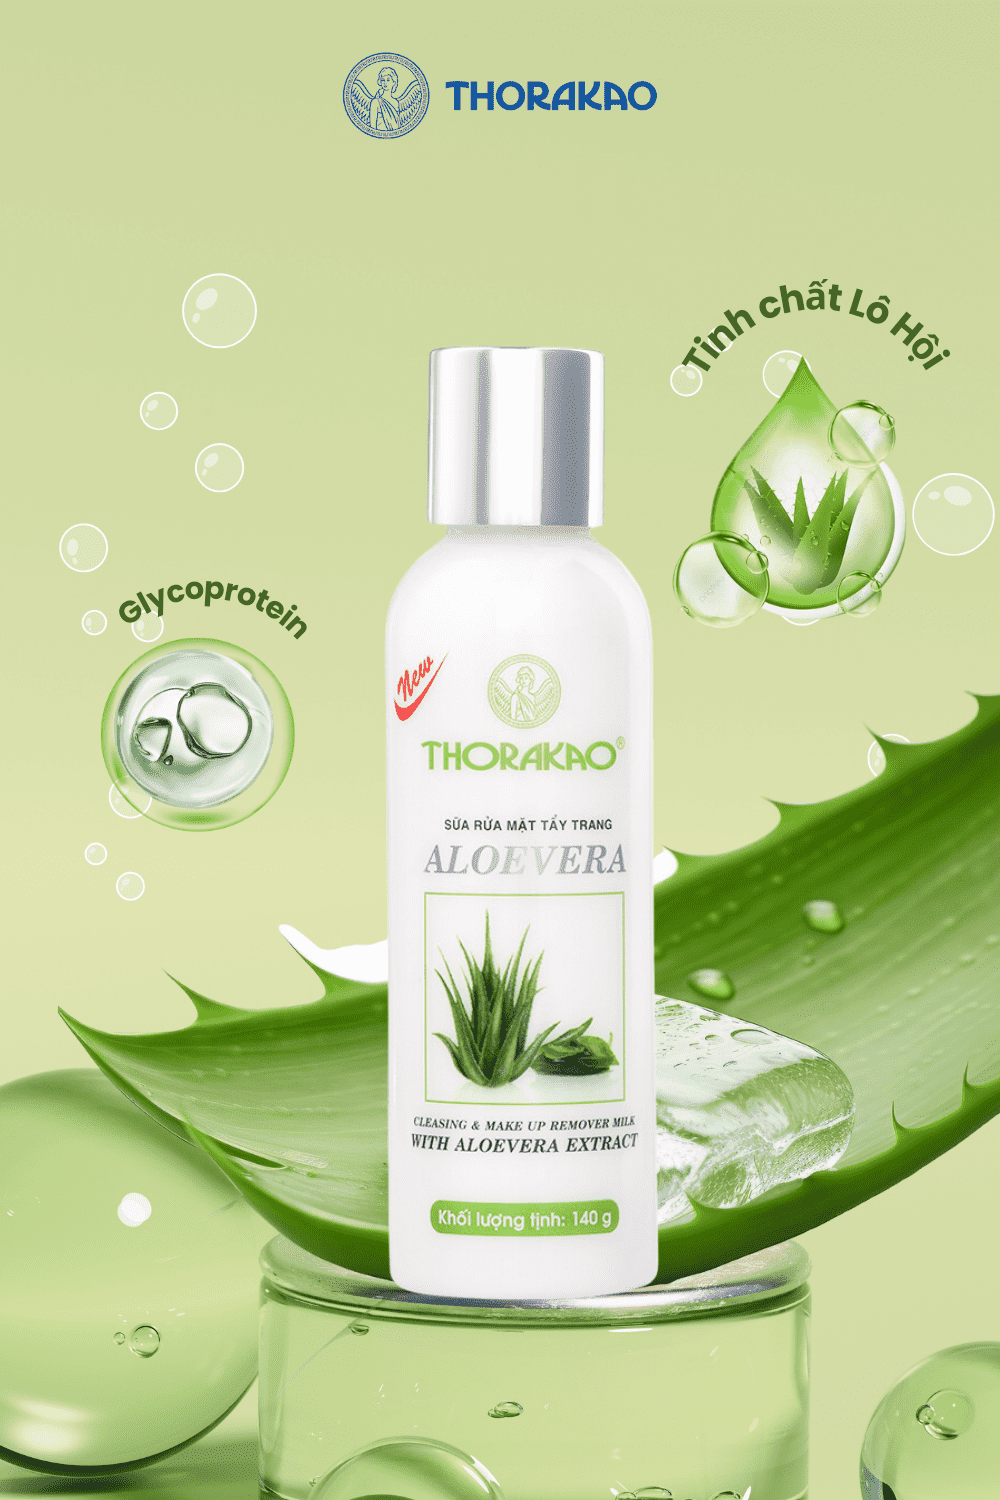 THORAKAO
Tinh chất Lô Hội
Glycoprotein
New
THORAKAO®
SỮA RỬA MẶT TẨY TRANG
ALOEVERA
CLEASING & MAKE UP REMOVER MILK
WITH ALOEVERA EXTRACT
Khối lượng tịnh: 140 g